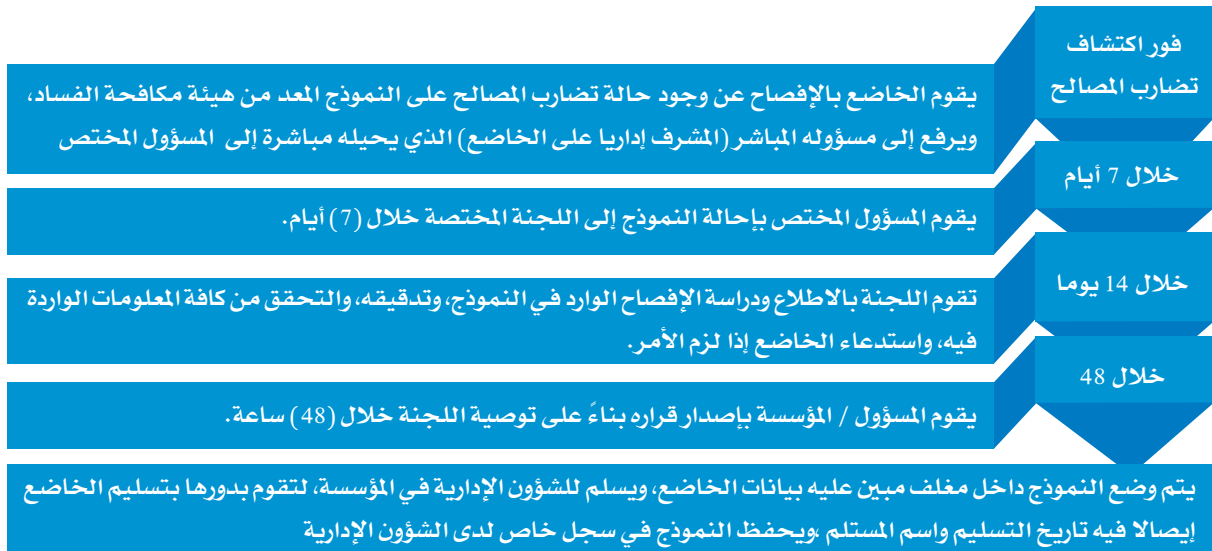 فور اكتشاف
تضارب المصالح
يقوم الخاضع بالإفصاح عن وجود حالة تضارب المصالح على النموذج المعد من هيئة مكافحة الفساد،
ويرفع إلى مسؤوله المباشر (المشرف إداريا على الخاضع) الذي يحيله مباشرة إلى المسؤول المختص
خلال 7 أيام
يقوم المسؤول المختص بإحالة النموذج إلى اللجنة المختصة خلال (7) أيام.
خلال 14 يوما
تقوم اللجنة بالاطلاع ودراسة الإفصاح الوارد في النموذج، وتدقيقه، والتحقق من كافة المعلومات الواردة
فيه، واستدعاء الخاضع إذا لزم الأمر.
خلال 48
يقوم المسؤول / المؤسسة بإصدار قراره بناءً على توصية اللجنة خلال (48) ساعة.
يتم وضع النموذج داخل مغلف مبين عليه بيانات الخاضع، ويسلم للشؤون الإدارية في المؤسسة، لتقوم بدورها بتسليم الخاضع
إيصالا فيه تاريخ التسليم واسم المستلم ،ويحفظ النموذج في سجل خاص لدى الشؤون الإدارية